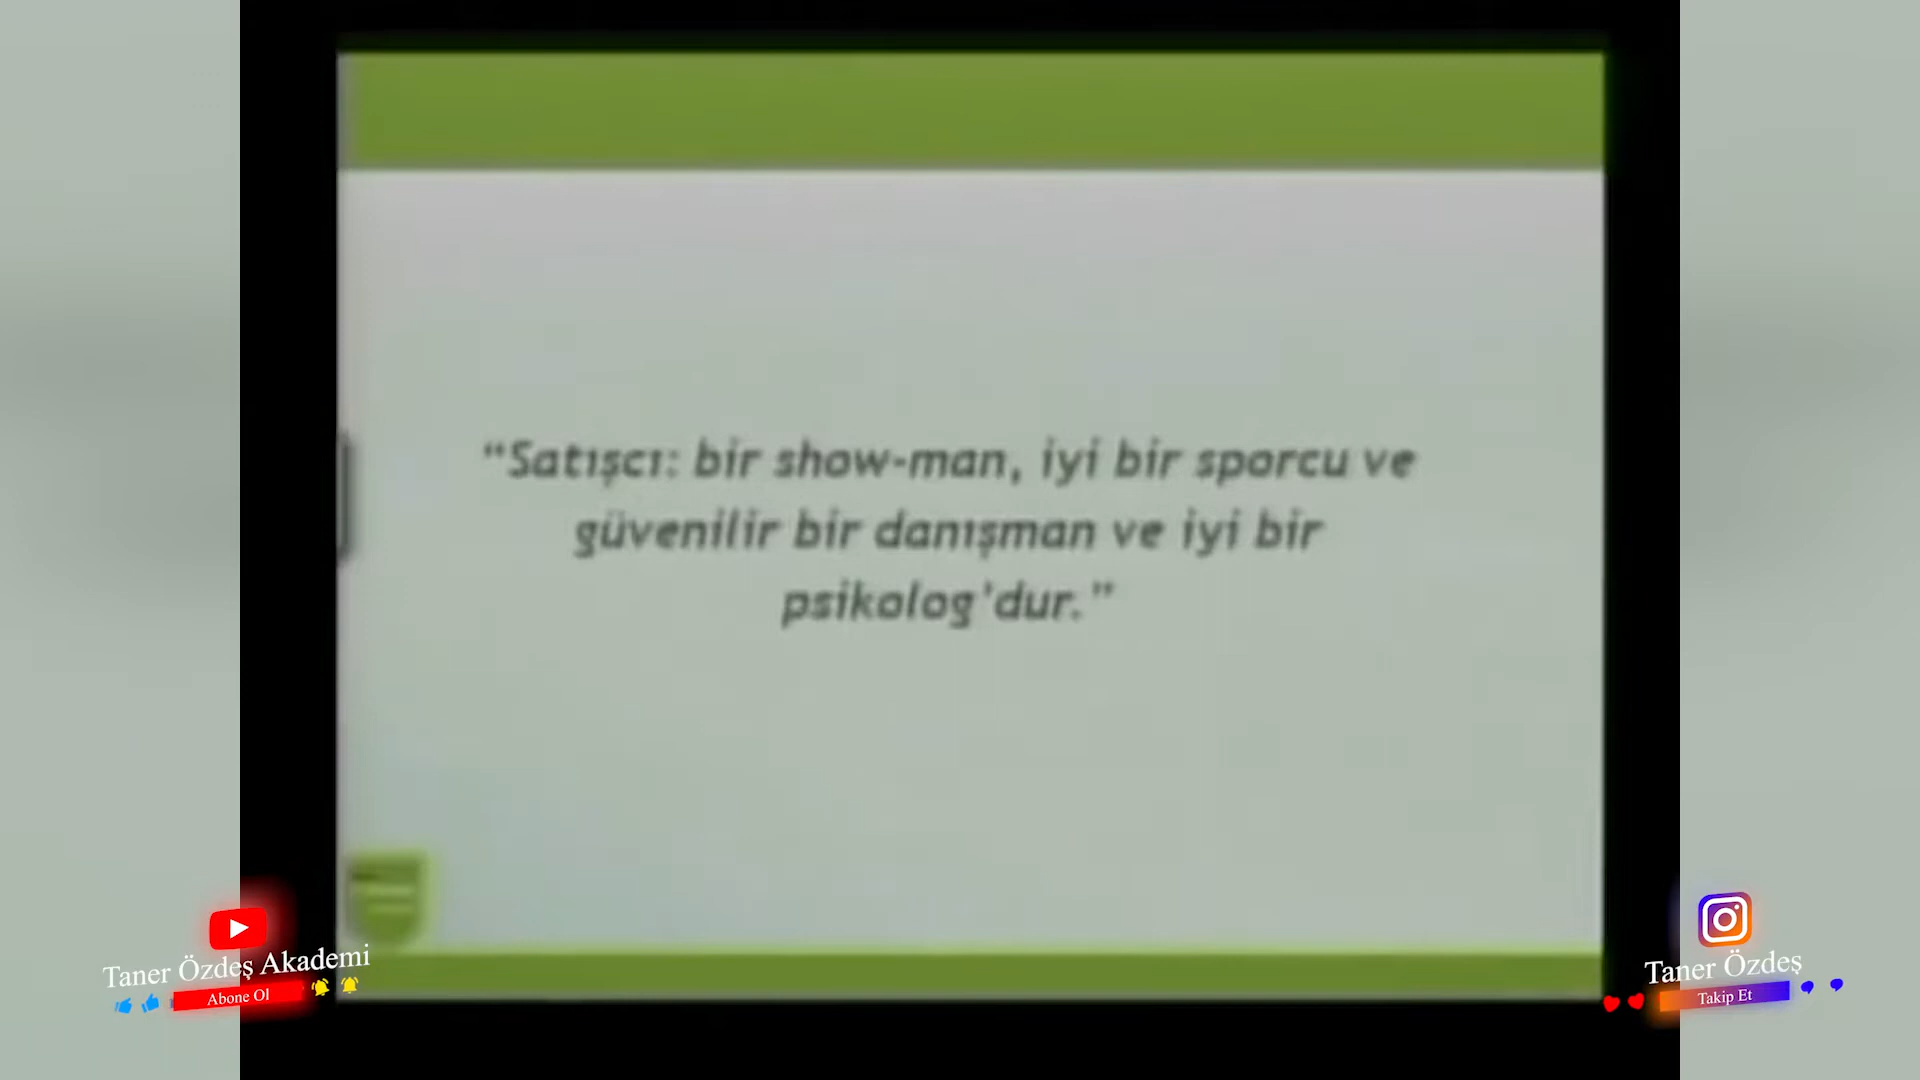 “Satışcı: bir show-man, iyi bir sporcu ve
güvenilir bir danışman ve iyi bir
psikolog'dur.”
Taner Özdeş Akademi
Abone Ol
Taner Özdeş
Takip Et